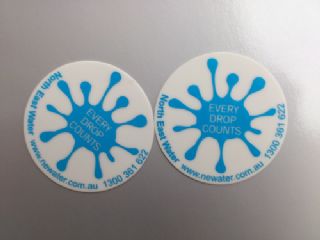 EVERY
DROP
COUNTS
North East Water
www.newater.com.au
1300 361 622
EVERY
DROP
COUNTS
North East Water
www.newater.com.au
1300 361 622